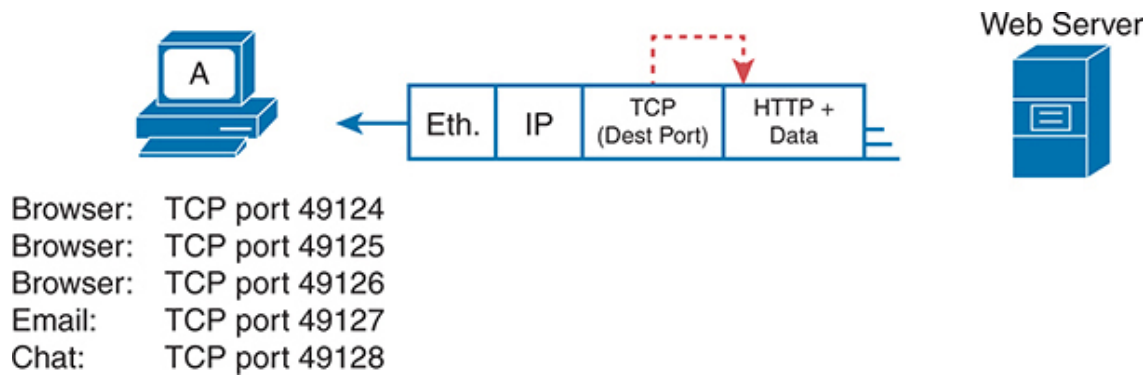 Web Server
A
Eth.
IP
TCP
(Dest Port)
HTTP +
Data
Browser: TCP port 49124
Browser: TCP port 49125
Browser: TCP port 49126
Email: TCP port 49127
Chat: TCP port 49128